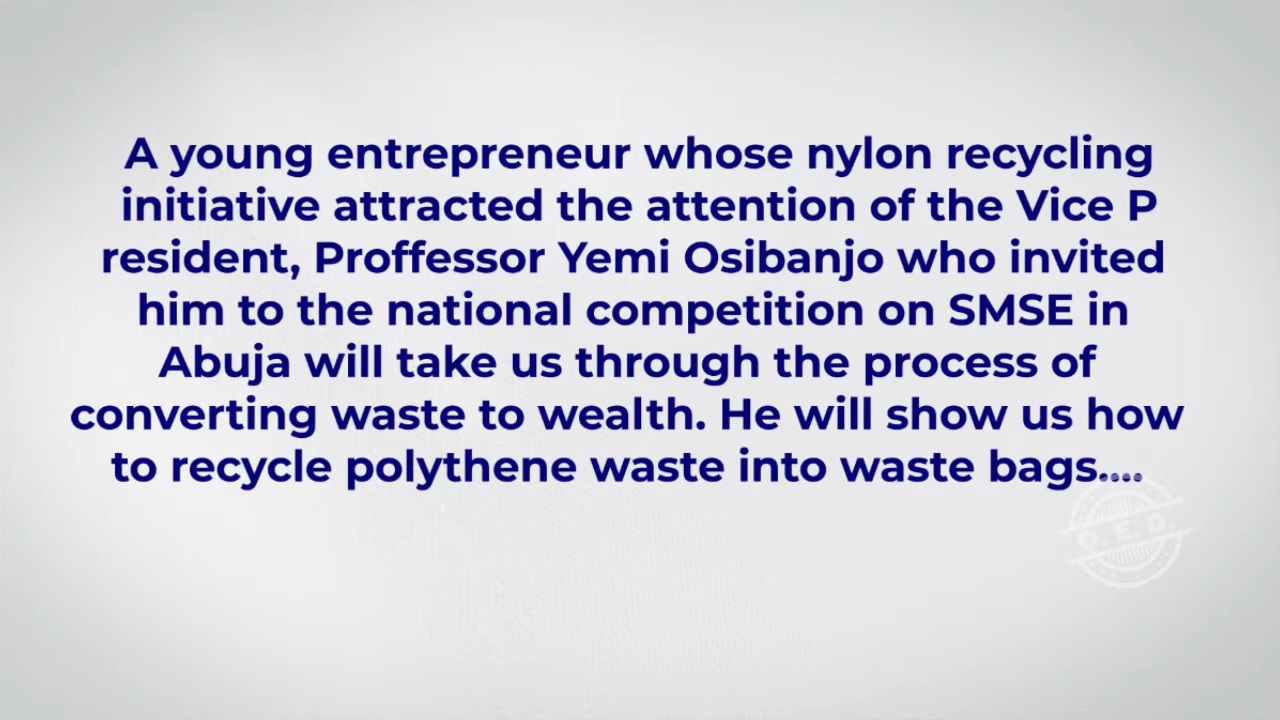 A young entrepreneur whose nylon recycling
initiative attracted the attention of the Vice P
resident, Proffessor Yemi Osibanjo who invited
him to the national competition on SMSE in
Abuja will take us through the process of
converting waste to wealth. He will show us how
to recycle polythene waste into waste bags....
Q.E.D.